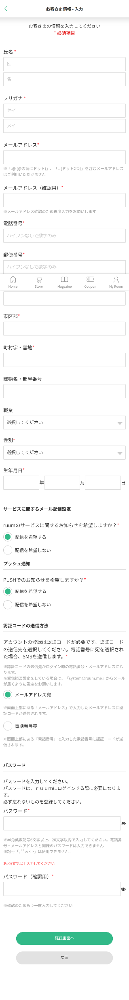 お客さま情報 - 入力
お客さまの情報を入力してください
* 必須項目
氏名 *
姓
名
フリガナ *
セイ
メイ
メールアドレス*
※「.@ (@の前にドット)」、「.. (ドット2つ)」を含むメールアドレス
はご利用いただけません
メールアドレス（確認用）*
※メールアドレス確認のため再度入力をお願いします
電話番号*
ハイフンなしで数字のみ
郵便番号*
ハイフンなしで数字のみ
Home Store Magazine Coupon My Room
市区郡*
町村字・番地*
建物名・部屋番号
職業
選択してください
性別*
選択してください
生年月日*
年 月 日
サービスに関するメール配信設定
ruumのサービスに関するお知らせを希望しますか？*
配信を希望する
配信を希望しない
プッシュ通知
PUSHでのお知らせを希望しますか？*
配信を希望する
配信を希望しない
認証コードの送信方法
アカウントの登録は認証コードが必要です。認証コード
の送信先を選択してください。電話番号に宛を選択され
た場合、SMSを送信します。*
※認証コードの送信先がログイン時の電話番号・メールアドレスにな
ります。
※受信拒否設定をしている場合は、「system@ruum.me」からメール
が届くように設定をお願いします。
メールアドレス宛
※画面上部にある「メールアドレス」で入力したメールアドレスに認
証コードが送信されます。
電話番号宛
※画面上部にある「電話番号」で入力した電話番号に認証コードが送
信されます。
パスワード
パスワードを入力してください。
パスワードは、ｒｕｕｍにログインする際に必要になりま
す。
必ず忘れないものを登録してください。
パスワード*
※半角英数記号6文字以上、20文字以内で入力してください。電話番
号・メールアドレスと同様のパスワードは入力できません
※記号「, ' " & < >」は使用できません。
あと6文字以上入力してください
パスワード（確認用）*
※確認のためもう一度入力してください
確認画面へ
戻る